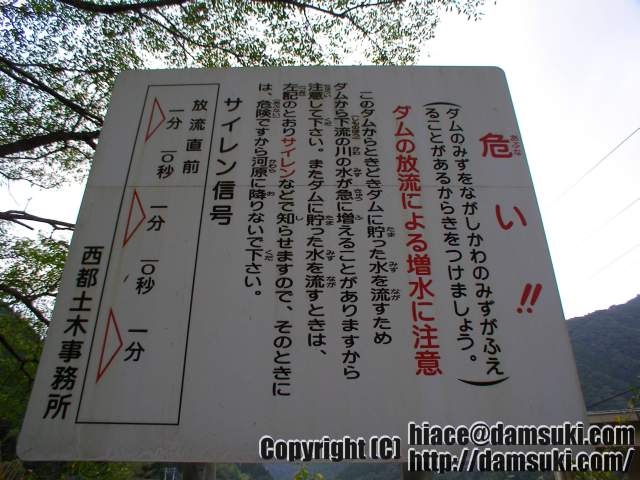 危い!!
(ダムのみずをながしかわのみずがふえ
ることがあるからきをつけましょう。)
ダムの放流による増水に注意
このダムからときどきダムに貯った水を流すため
ダムから下流の川の水が急に増えることがありますから
注意して下さい。またダムに貯った水を流すときは、
左記のとおりサイレンなどで知らせますので、そのときに
は、危険ですから河原に降りないで下さい。
サイレン信号
放流直前
一分 一〇秒 一分 一〇秒 一分
西都土木事務所
Copyright (C) hiace@damsuki.com
http://damsuki.com/